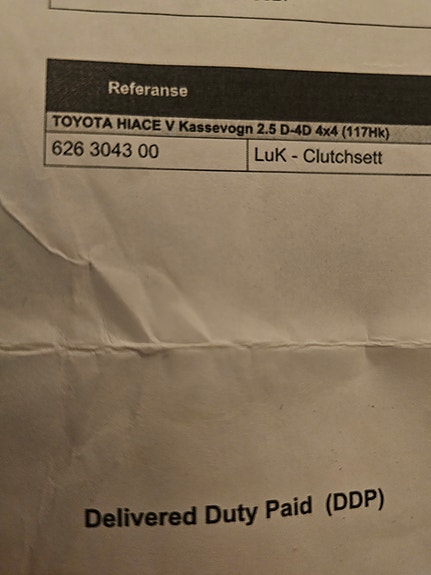 Referanse
TOYOTA HIACE V Kassevogn 2.5 D-4D 4x4 (117Hk)
626 3043 00 LuK - Clutchsett
Delivered Duty Paid (DDP)